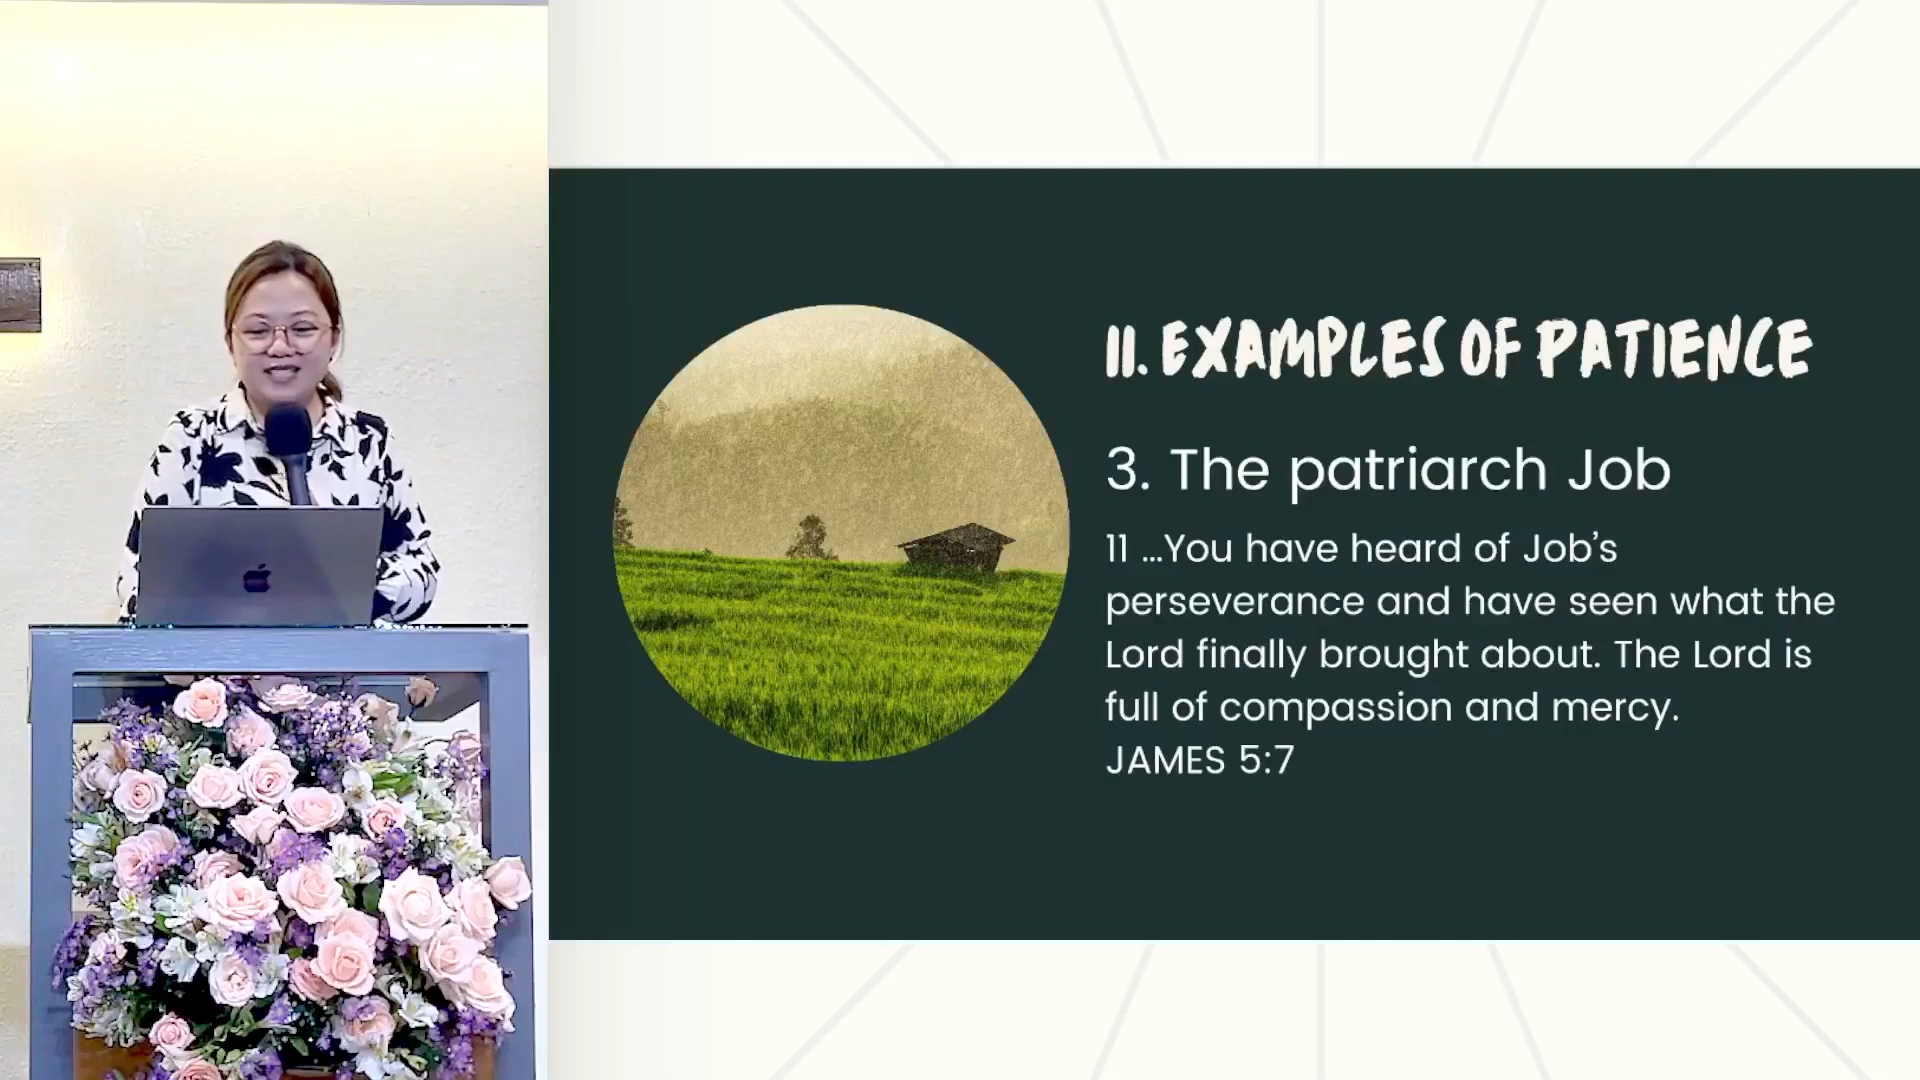 II. EXAMPLES OF PATIENCE
3. The patriarch Job
11 ...You have heard of Job's
perseverance and have seen what the
Lord finally brought about. The Lord is
full of compassion and mercy.
JAMES 5:7